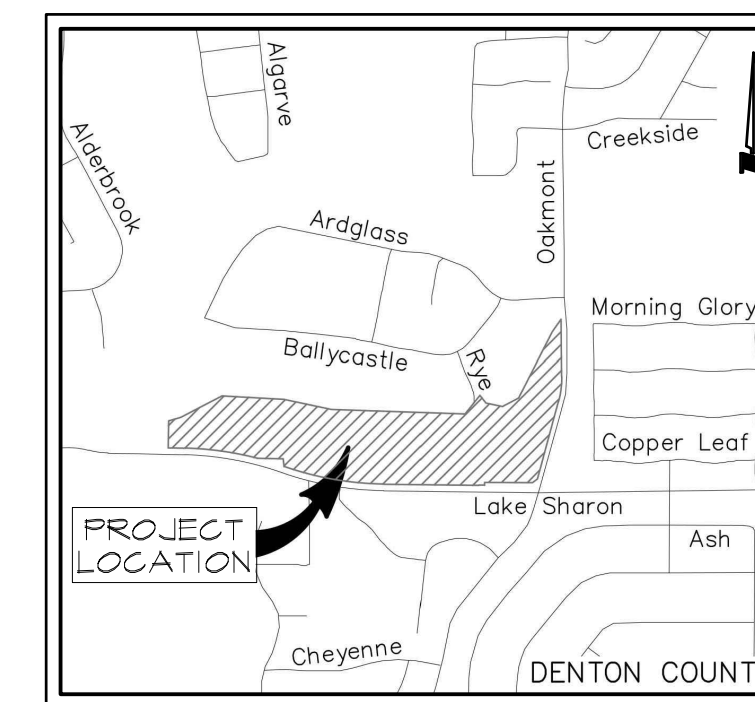 Algarve
Alderbrook
Creekside
Oakmont
Ardglass
Morning Glory
Ballycastle
Rye
Copper Leaf
Lake Sharon
PROJECT
LOCATION
Ash
Cheyenne
DENTON COUNT